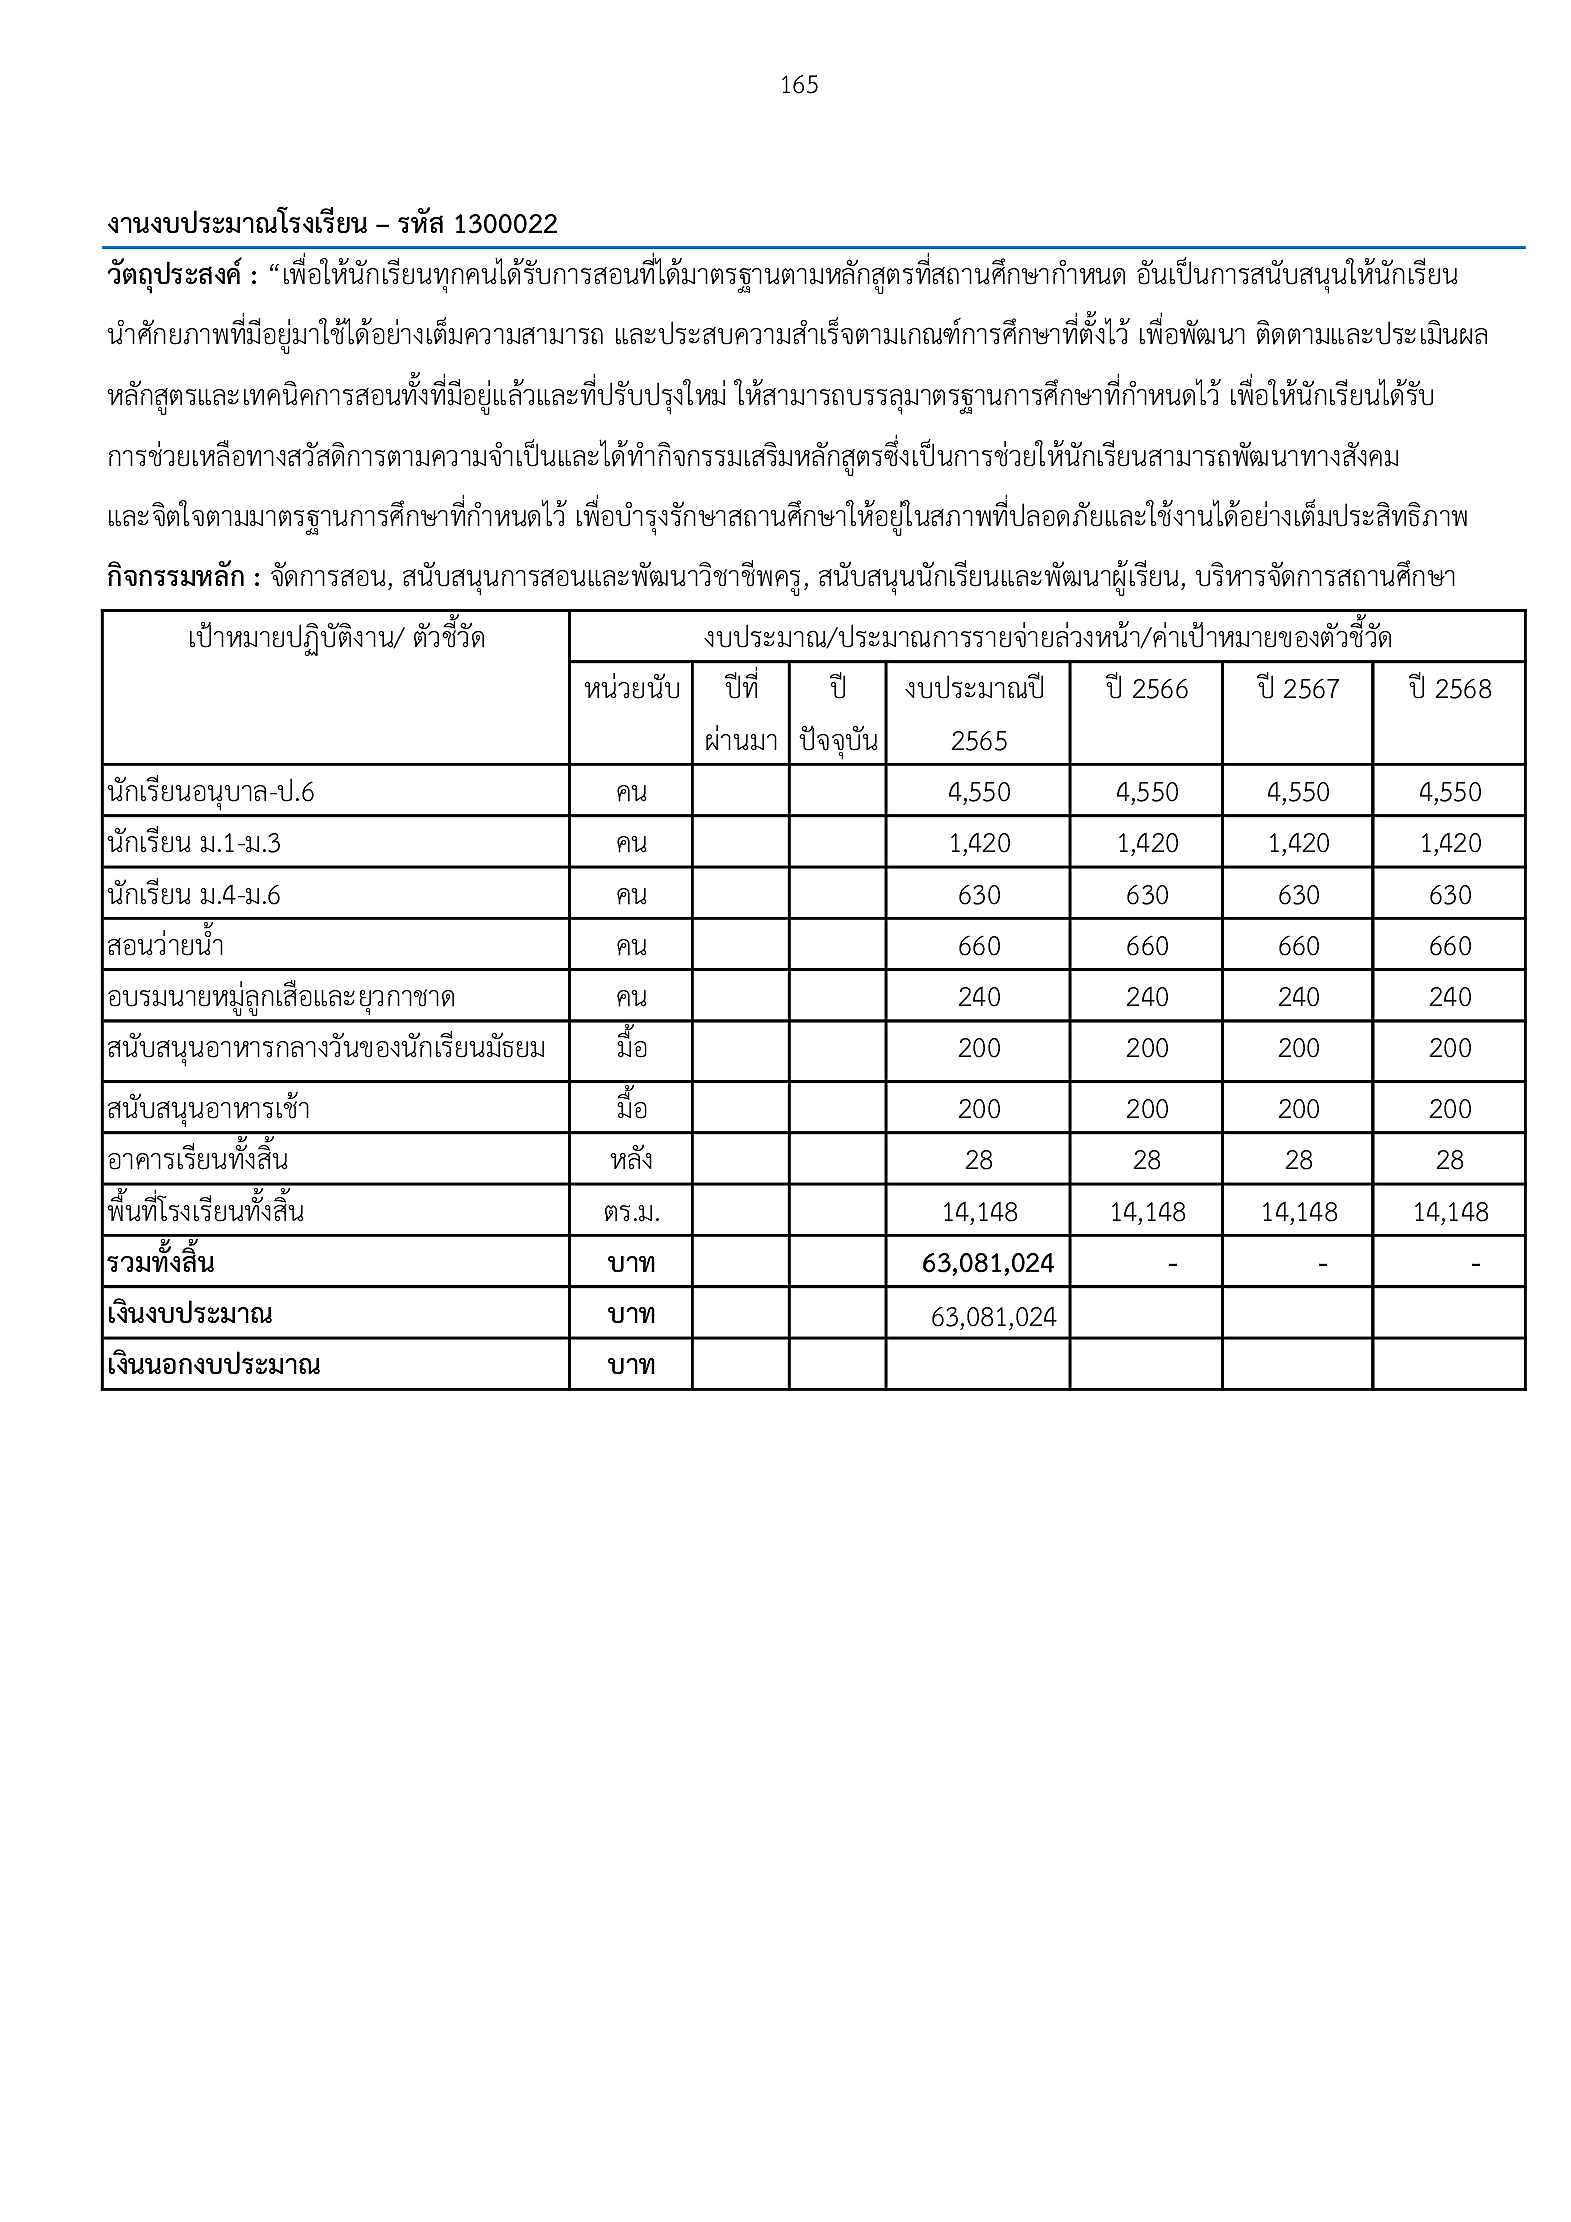 165
งานงบประมาณโรงเรียน – รหัส 1300022
วัตถุประสงค์ : “เพื่อให้นักเรียนทุกคนได้รับการสอนที่ได้มาตรฐานตามหลักสูตรที่สถานศึกษากำหนด อันเป็นการสนับสนุนให้นักเรียน
นำศักยภาพที่มีอยู่มาใช้ได้อย่างเต็มความสามารถ และประสบความสำเร็จตามเกณฑ์การศึกษาที่ตั้งไว้ เพื่อพัฒนา ติดตามและประเมินผล
หลักสูตรและเทคนิคการสอนทั้งที่มีอยู่แล้วและที่ปรับปรุงใหม่ ให้สามารถบรรลุมาตรฐานการศึกษาที่กำหนดไว้ เพื่อให้นักเรียนได้รับ
การช่วยเหลือทางสวัสดิการตามความจำเป็นและได้ทำกิจกรรมเสริมหลักสูตรซึ่งเป็นการช่วยให้นักเรียนสามารถพัฒนาทางสังคม
และจิตใจตามมาตรฐานการศึกษาที่กำหนดไว้ เพื่อบำรุงรักษาสถานศึกษาให้อยู่ในสภาพที่ปลอดภัยและใช้งานได้อย่างเต็มประสิทธิภาพ
กิจกรรมหลัก : จัดการสอน, สนับสนุนการสอนและพัฒนาวิชาชีพครู, สนับสนุนนักเรียนและพัฒนาผู้เรียน, บริหารจัดการสถานศึกษา
เป้าหมายปฏิบัติงาน/ ตัวชี้วัด งบประมาณ/ประมาณการรายจ่ายล่วงหน้า/ค่าเป้าหมายของตัวชี้วัด
หน่วยนับ ปีที่ ปี งบประมาณปี ปี 2566 ปี 2567 ปี 2568
ผ่านมา ปัจจุบัน 2565
นักเรียนอนุบาล-ป.6 คน 4,550 4,550 4,550 4,550
นักเรียน ม.1-ม.3 คน 1,420 1,420 1,420 1,420
นักเรียน ม.4-ม.6 คน 630 630 630 630
สอนว่ายน้ำ คน 660 660 660 660
อบรมนายหมู่ลูกเสือและยุวกาชาด คน 240 240 240 240
สนับสนุนอาหารกลางวันของนักเรียนมัธยม มื้อ 200 200 200 200
สนับสนุนอาหารเช้า มื้อ 200 200 200 200
อาคารเรียนทั้งสิ้น หลัง 28 28 28 28
พื้นที่โรงเรียนทั้งสิ้น ตร.ม. 14,148 14,148 14,148 14,148
รวมทั้งสิ้น บาท 63,081,024 - - -
เงินงบประมาณ บาท 63,081,024
เงินนอกงบประมาณ บาท